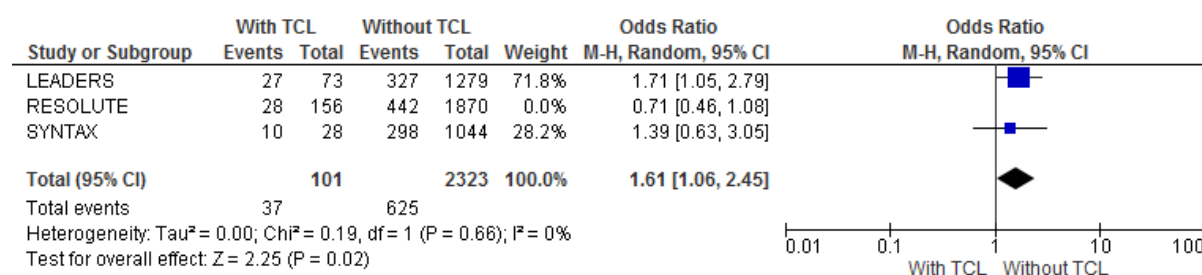 With TCL Without TCL Odds Ratio Odds Ratio
Study or Subgroup Events Total Events Total Weight M-H, Random, 95% CI M-H, Random, 95% CI
LEADERS 27 73 327 1279 71.8% 1.71 [1.05, 2.79]
RESOLUTE 28 156 442 1870 0.0% 0.71 [0.46, 1.08]
SYNTAX 10 28 298 1044 28.2% 1.39 [0.63, 3.05]
Total (95% CI) 101 2323 100.0% 1.61 [1.06, 2.45]
Total events 37 625
Heterogeneity: Tau² = 0.00; Chi² = 0.19, df = 1 (P = 0.66); I² = 0%
Test for overall effect: Z = 2.25 (P = 0.02)
0.01 0.1 1 10 100
With TCL Without TCL